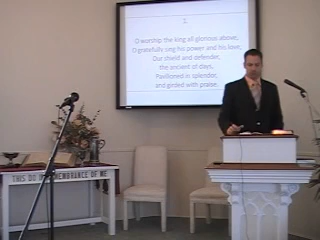 2.
O worship the king all glorious above,
O gratefully sing his power and his love,
Our shield and defender,
the ancient of days,
Pavilioned in splendor,
and girded with praise.
THIS DO IN REMEMBRANCE OF ME